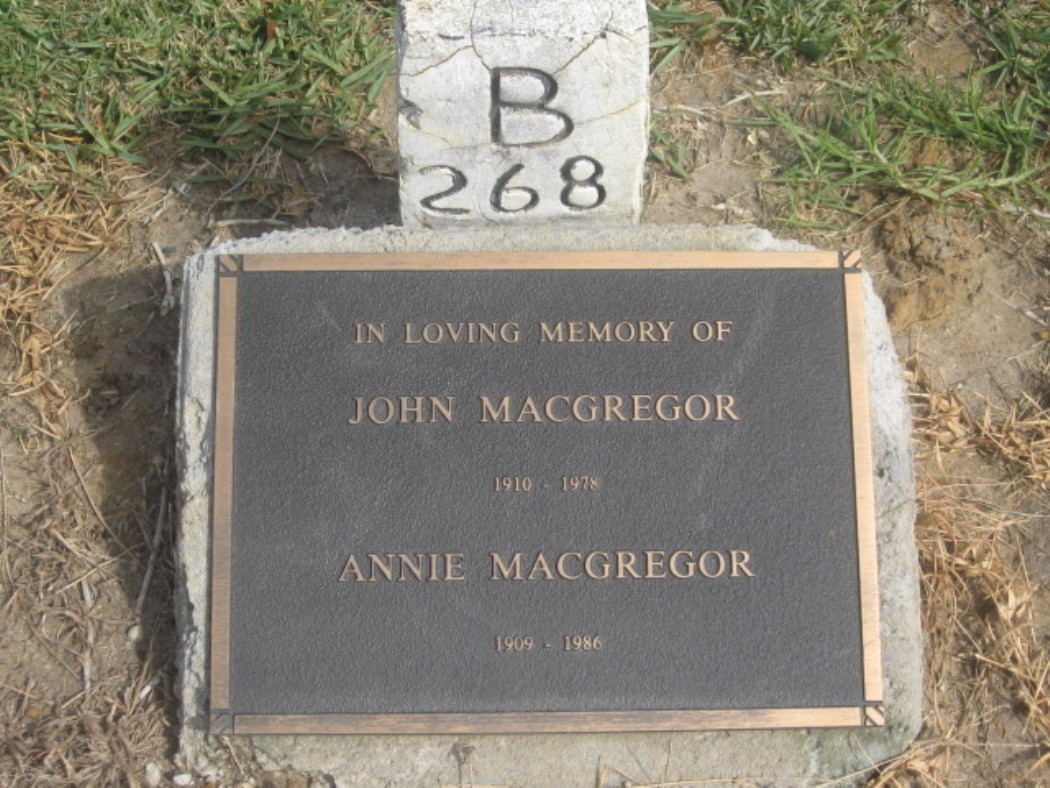 B
268
IN LOVING MEMORY OF
JOHN MACGREGOR
1910 - 1978
ANNIE MACGREGOR
1909 - 1986